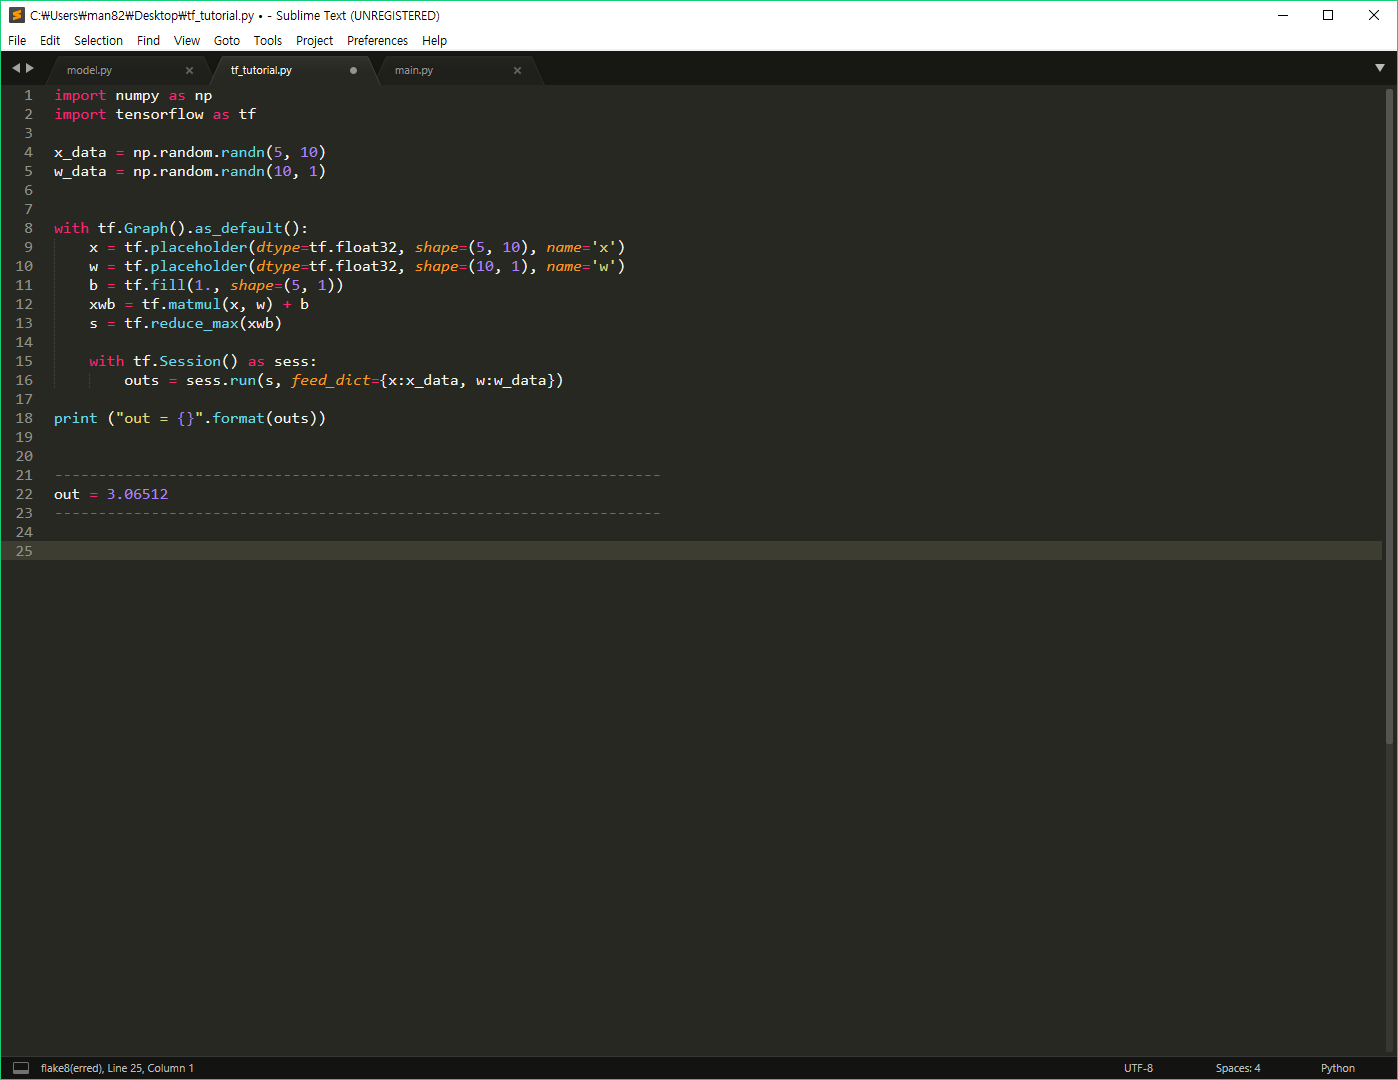 C:₩Users₩man82₩Desktop₩tf_tutorial.py • - Sublime Text (UNREGISTERED)
File Edit Selection Find View Goto Tools Project Preferences Help
model.py × tf_tutorial.py main.py ×
1 import numpy as np
2 import tensorflow as tf
3
4 x_data = np.random.randn(5, 10)
5 w_data = np.random.randn(10, 1)
6
7
8 with tf.Graph().as_default():
9     x = tf.placeholder(dtype=tf.float32, shape=(5, 10), name='x')
10     w = tf.placeholder(dtype=tf.float32, shape=(10, 1), name='w')
11     b = tf.fill(1., shape=(5, 1))
12     xwb = tf.matmul(x, w) + b
13     s = tf.reduce_max(xwb)
14
15     with tf.Session() as sess:
16         outs = sess.run(s, feed_dict={x:x_data, w:w_data})
17
18 print ("out = {}".format(outs))
19
20
21 ---------------------------------------------------------------------
22 out = 3.06512
23 ---------------------------------------------------------------------
24
25
flake8(erred), Line 25, Column 1 UTF-8 Spaces: 4 Python